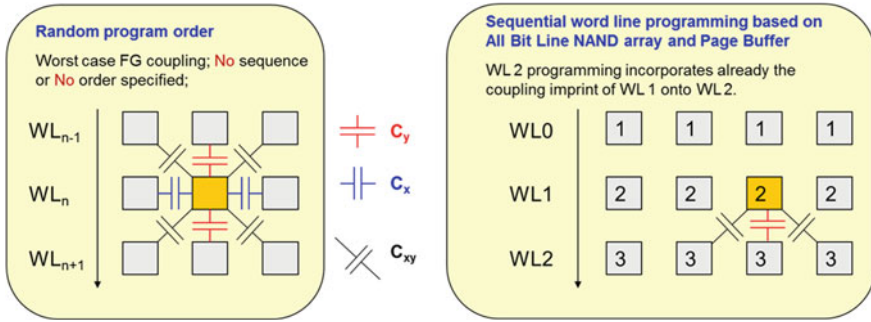 Random program order
Worst case FG coupling; No sequence
or No order specified;
WLn-1
WLn
WLn+1
Cy
Cx
Cxy
Sequential word line programming based on
All Bit Line NAND array and Page Buffer
WL 2 programming incorporates already the
coupling imprint of WL 1 onto WL 2.
WL0 1 1 1 1
WL1 2 2 2 2
WL2 3 3 3 3